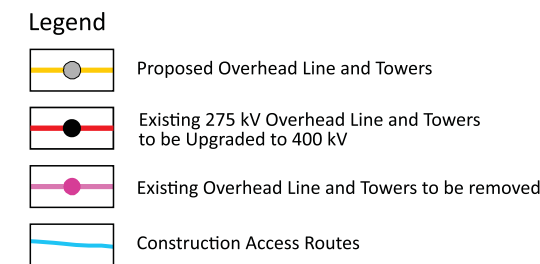 Legend
Proposed Overhead Line and Towers
Existing 275 kV Overhead Line and Towers
to be Upgraded to 400 kV
Existing Overhead Line and Towers to be removed
Construction Access Routes